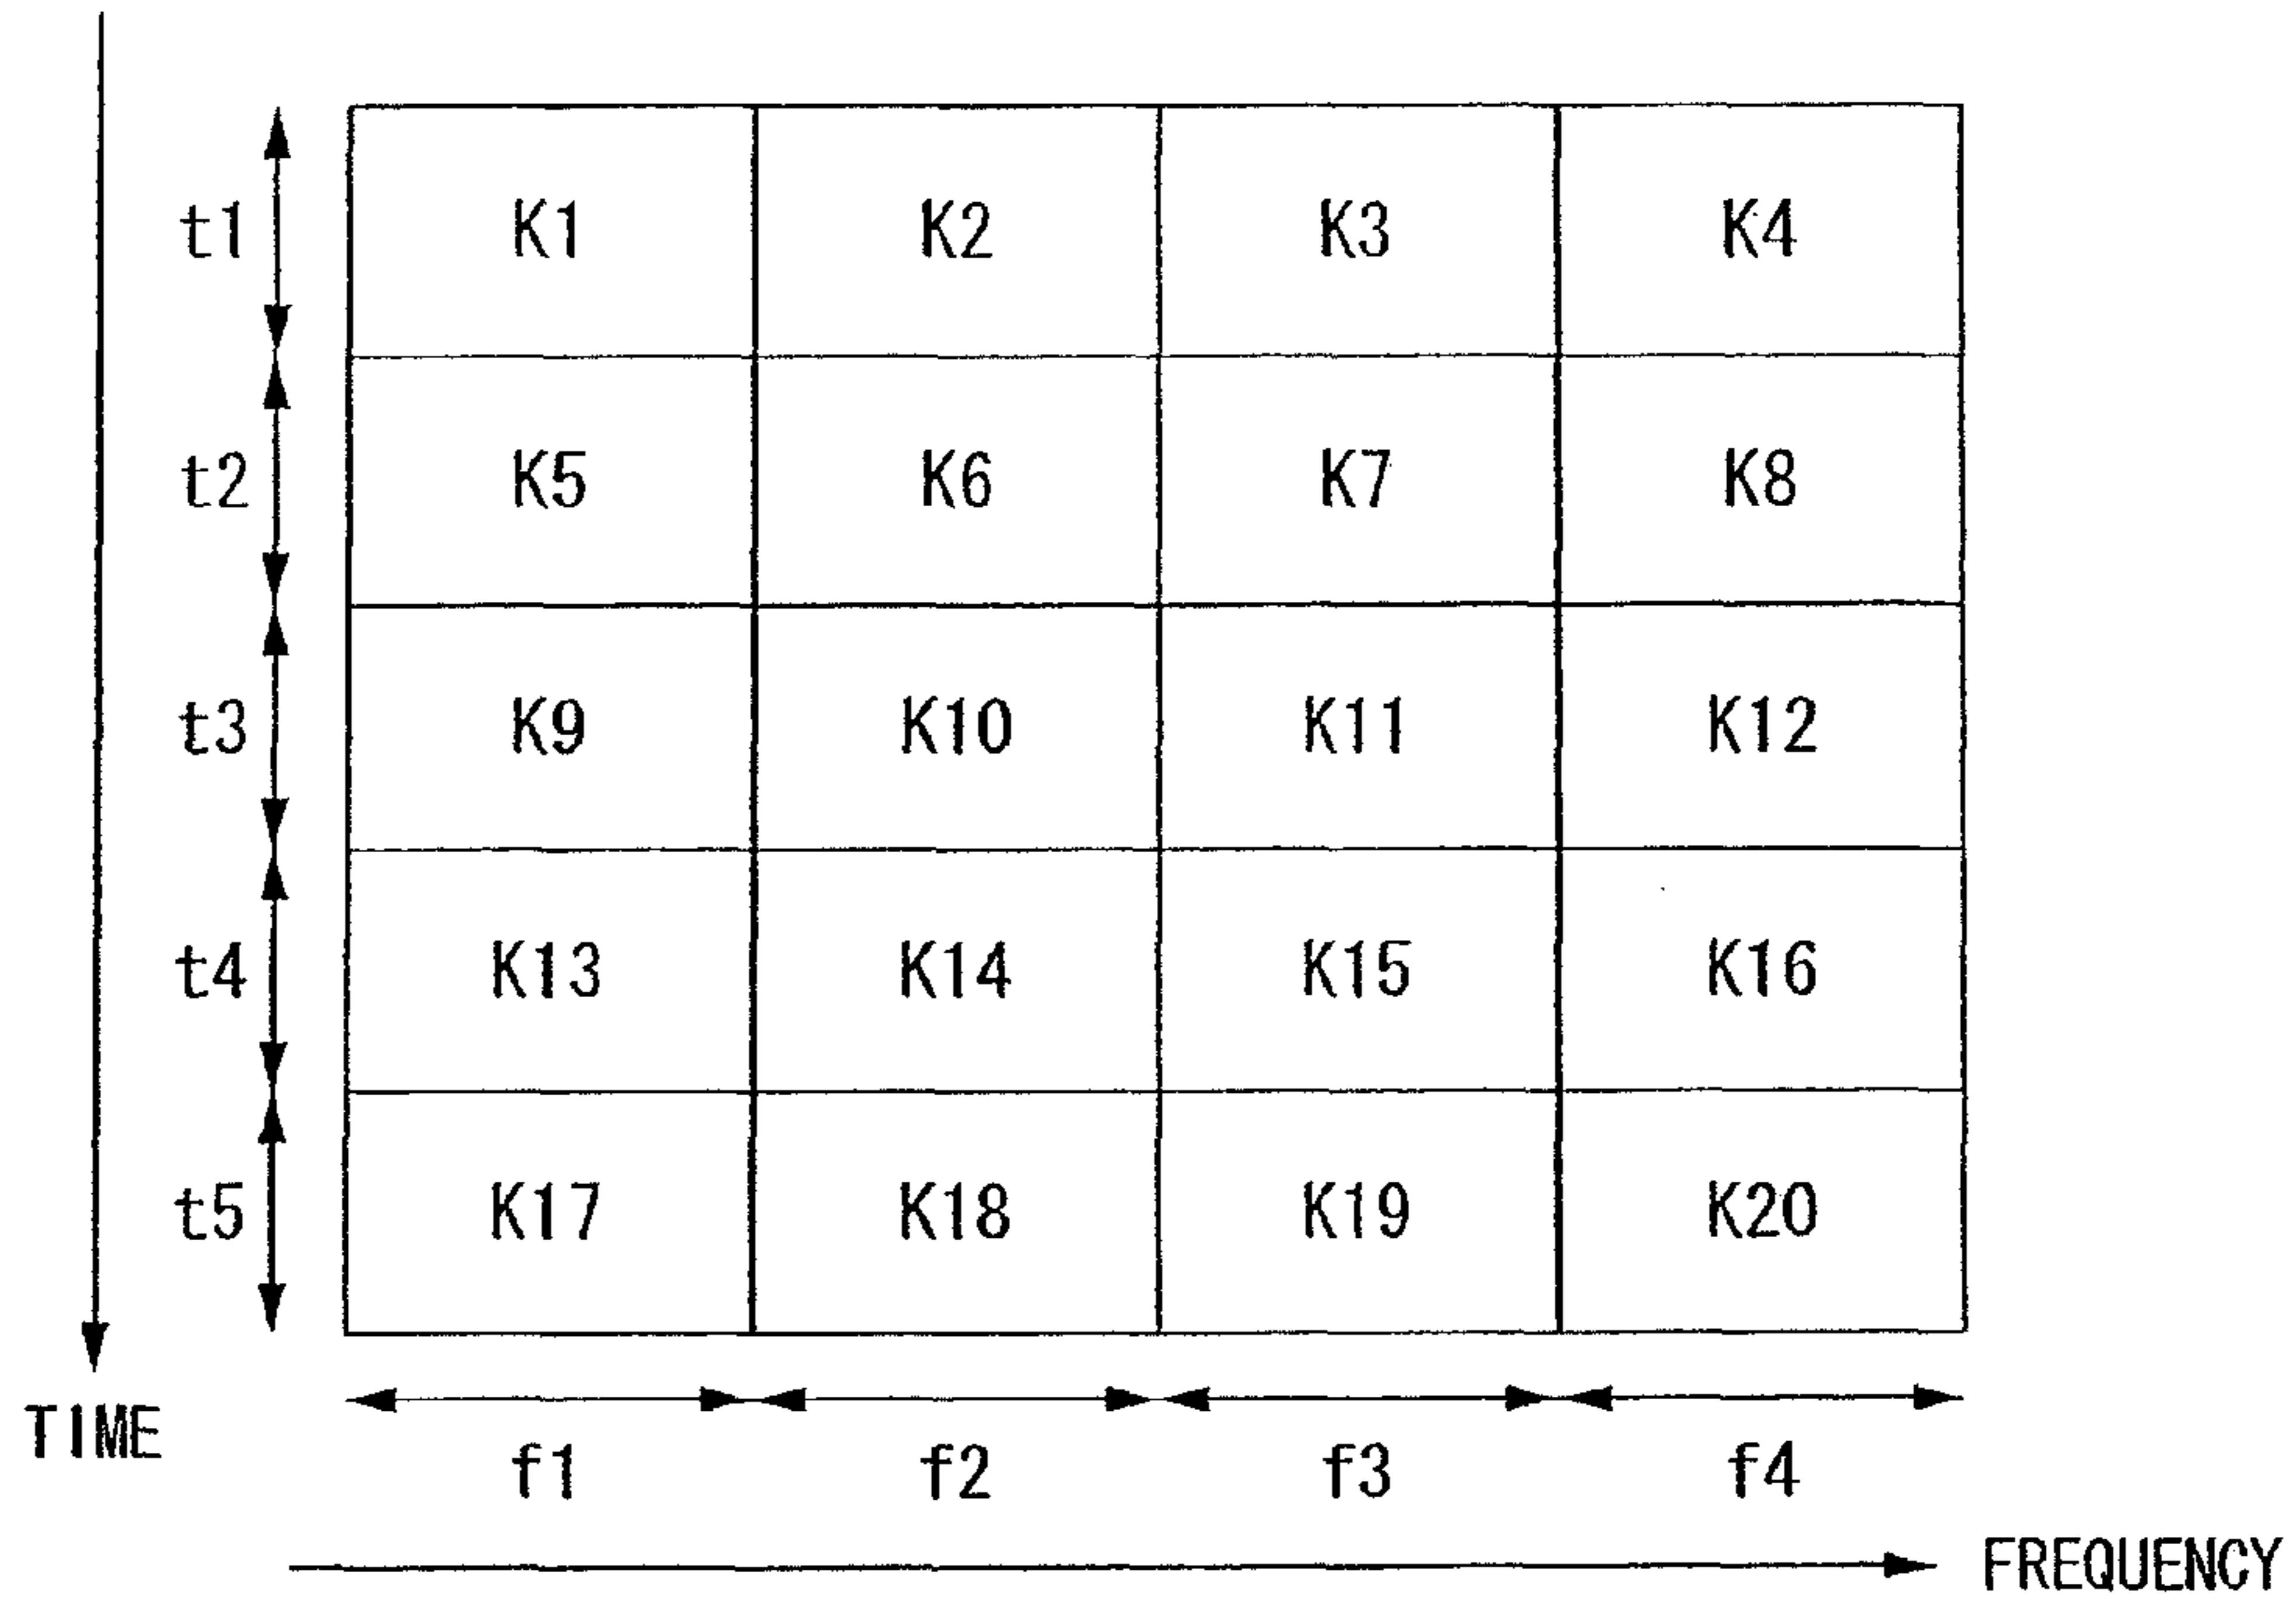 t1 K1 K2 K3 K4
t2 K5 K6 K7 K8
t3 K9 K10 K11 K12
t4 K13 K14 K15 K16
t5 K17 K18 K19 K20
TIME
f1 f2 f3 f4
FREQUENCY